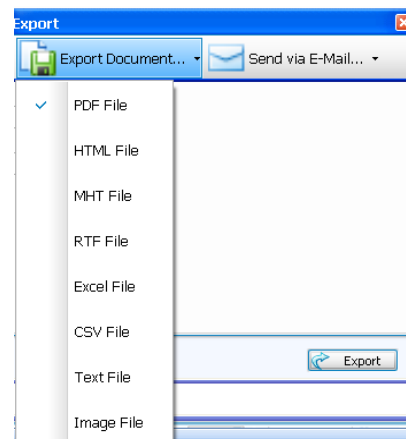 Export
Export Document... Send via E-Mail...
PDF File
HTML File
MHT File
RTF File
Excel File
CSV File
Export
Text File
Image File